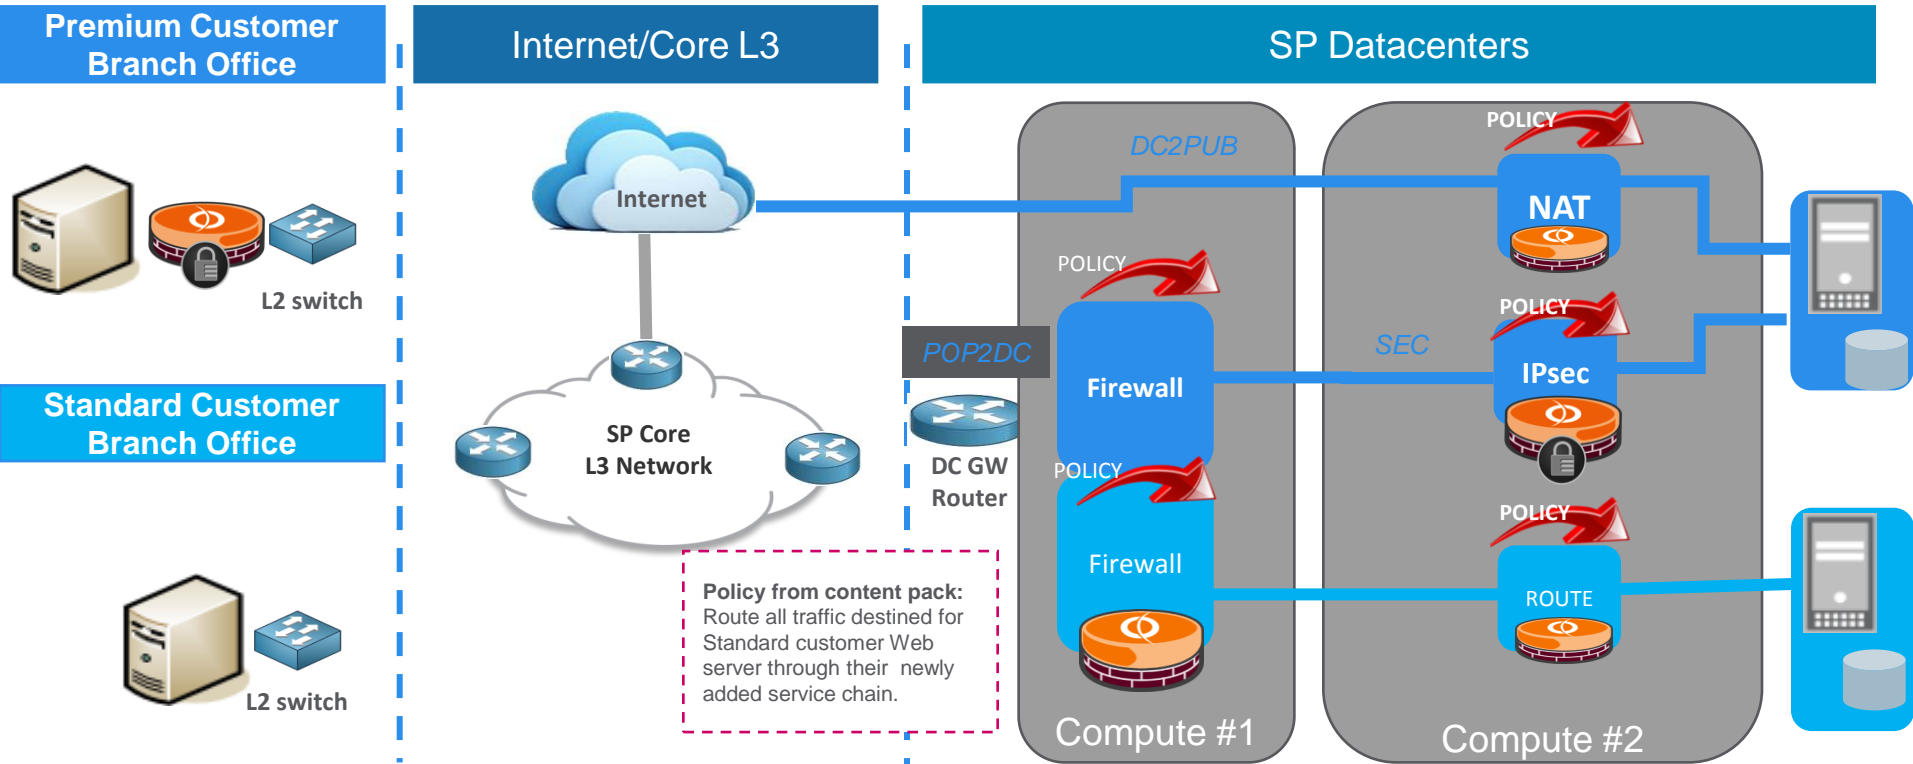 Premium Customer
Branch Office
Internet/Core L3
SP Datacenters
L2 switch
Standard Customer
Branch Office
L2 switch
Internet
SP Core
L3 Network
POP2DC
DC GW
Router
Policy from content pack:
Route all traffic destined for
Standard customer Web
server through their newly
added service chain.
DC2PUB
POLICY
Firewall
POLICY
Firewall
Compute #1
SEC
POLICY
NAT
POLICY
IPsec
POLICY
ROUTE
Compute #2